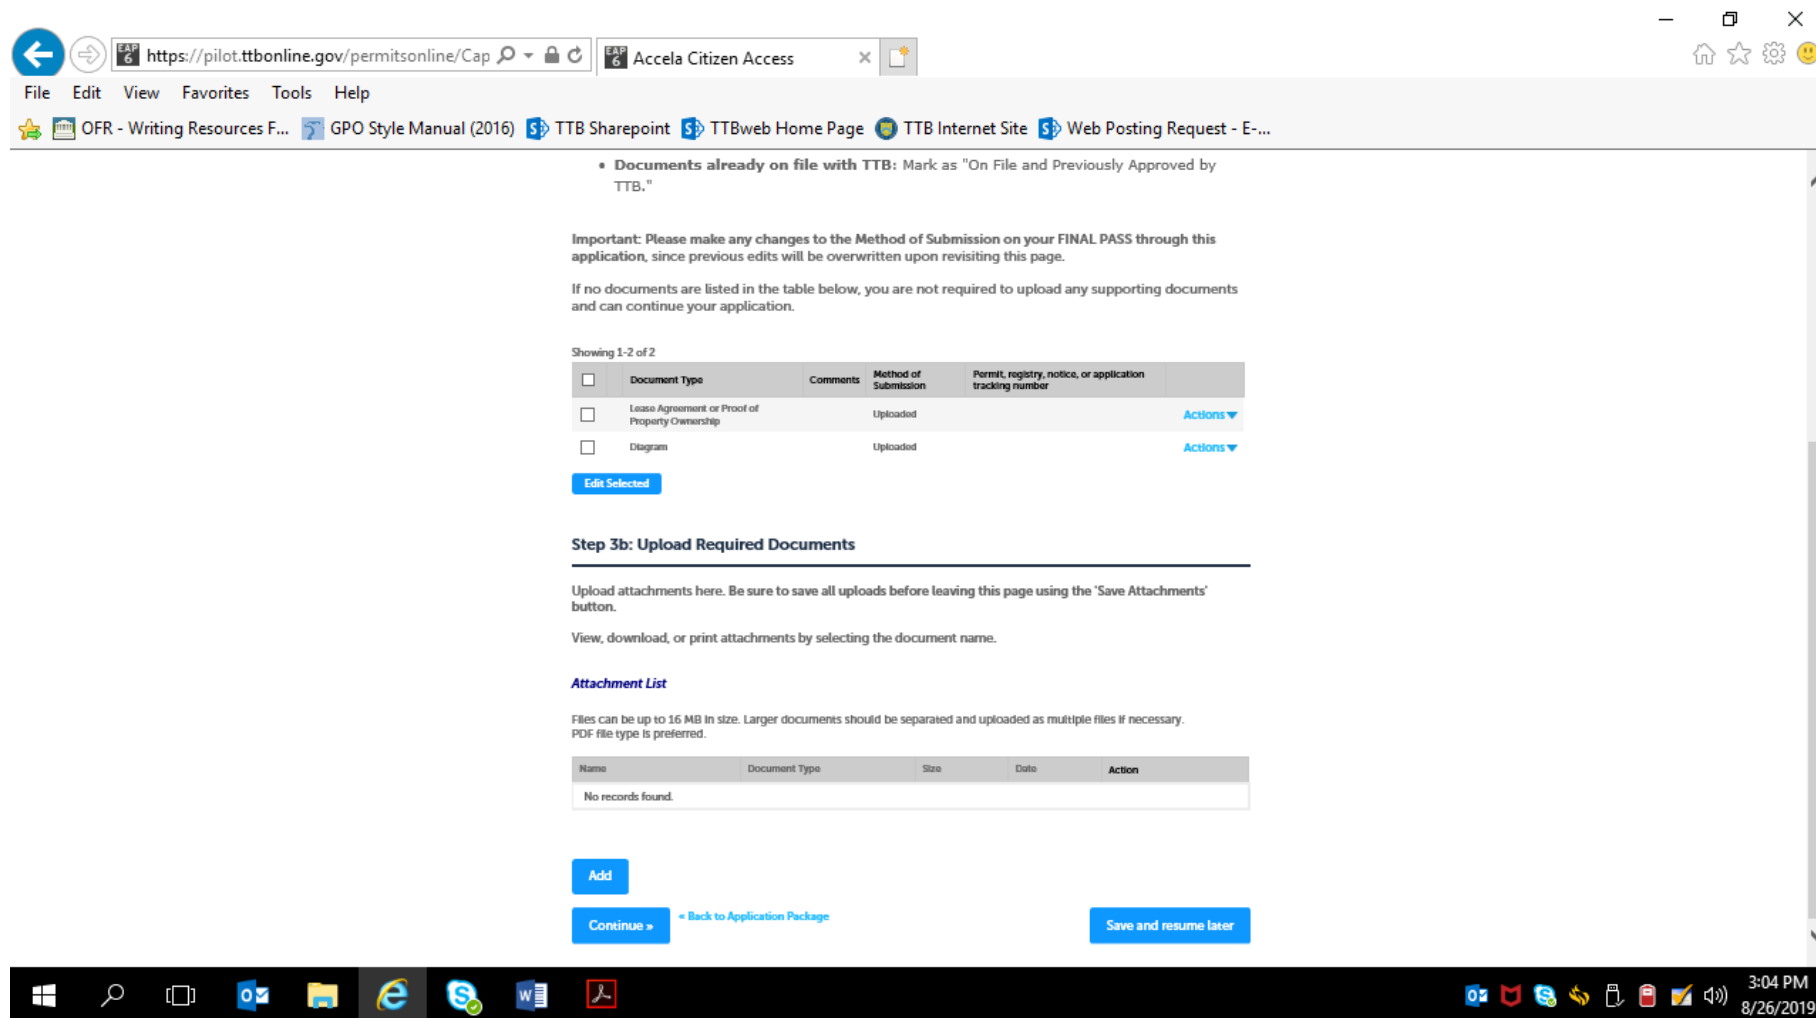 https://pilot.ttbonline.gov/permitsonline/Cap
Accela Citizen Access
File Edit View Favorites Tools Help
OFR - Writing Resources F... GPO Style Manual (2016) TTB Sharepoint TTBweb Home Page TTB Internet Site Web Posting Request - E-...
• Documents already on file with TTB: Mark as "On File and Previously Approved by
TTB."
Important: Please make any changes to the Method of Submission on your FINAL PASS through this
application, since previous edits will be overwritten upon revisiting this page.
If no documents are listed in the table below, you are not required to upload any supporting documents
and can continue your application.
Showing 1-2 of 2
Document Type Comments Method of Submission Permit, registry, notice, or application tracking number
Lease Agreement or Proof of Property Ownership Uploaded Actions
Diagram Uploaded Actions
Edit Selected
Step 3b: Upload Required Documents
Upload attachments here. Be sure to save all uploads before leaving this page using the 'Save Attachments'
button.
View, download, or print attachments by selecting the document name.
Attachment List
Files can be up to 16 MB in size. Larger documents should be separated and uploaded as multiple files if necessary.
PDF file type is preferred.
Name Document Type Size Date Action
No records found.
Add
Continue » « Back to Application Package Save and resume later
3:04 PM
8/26/2019